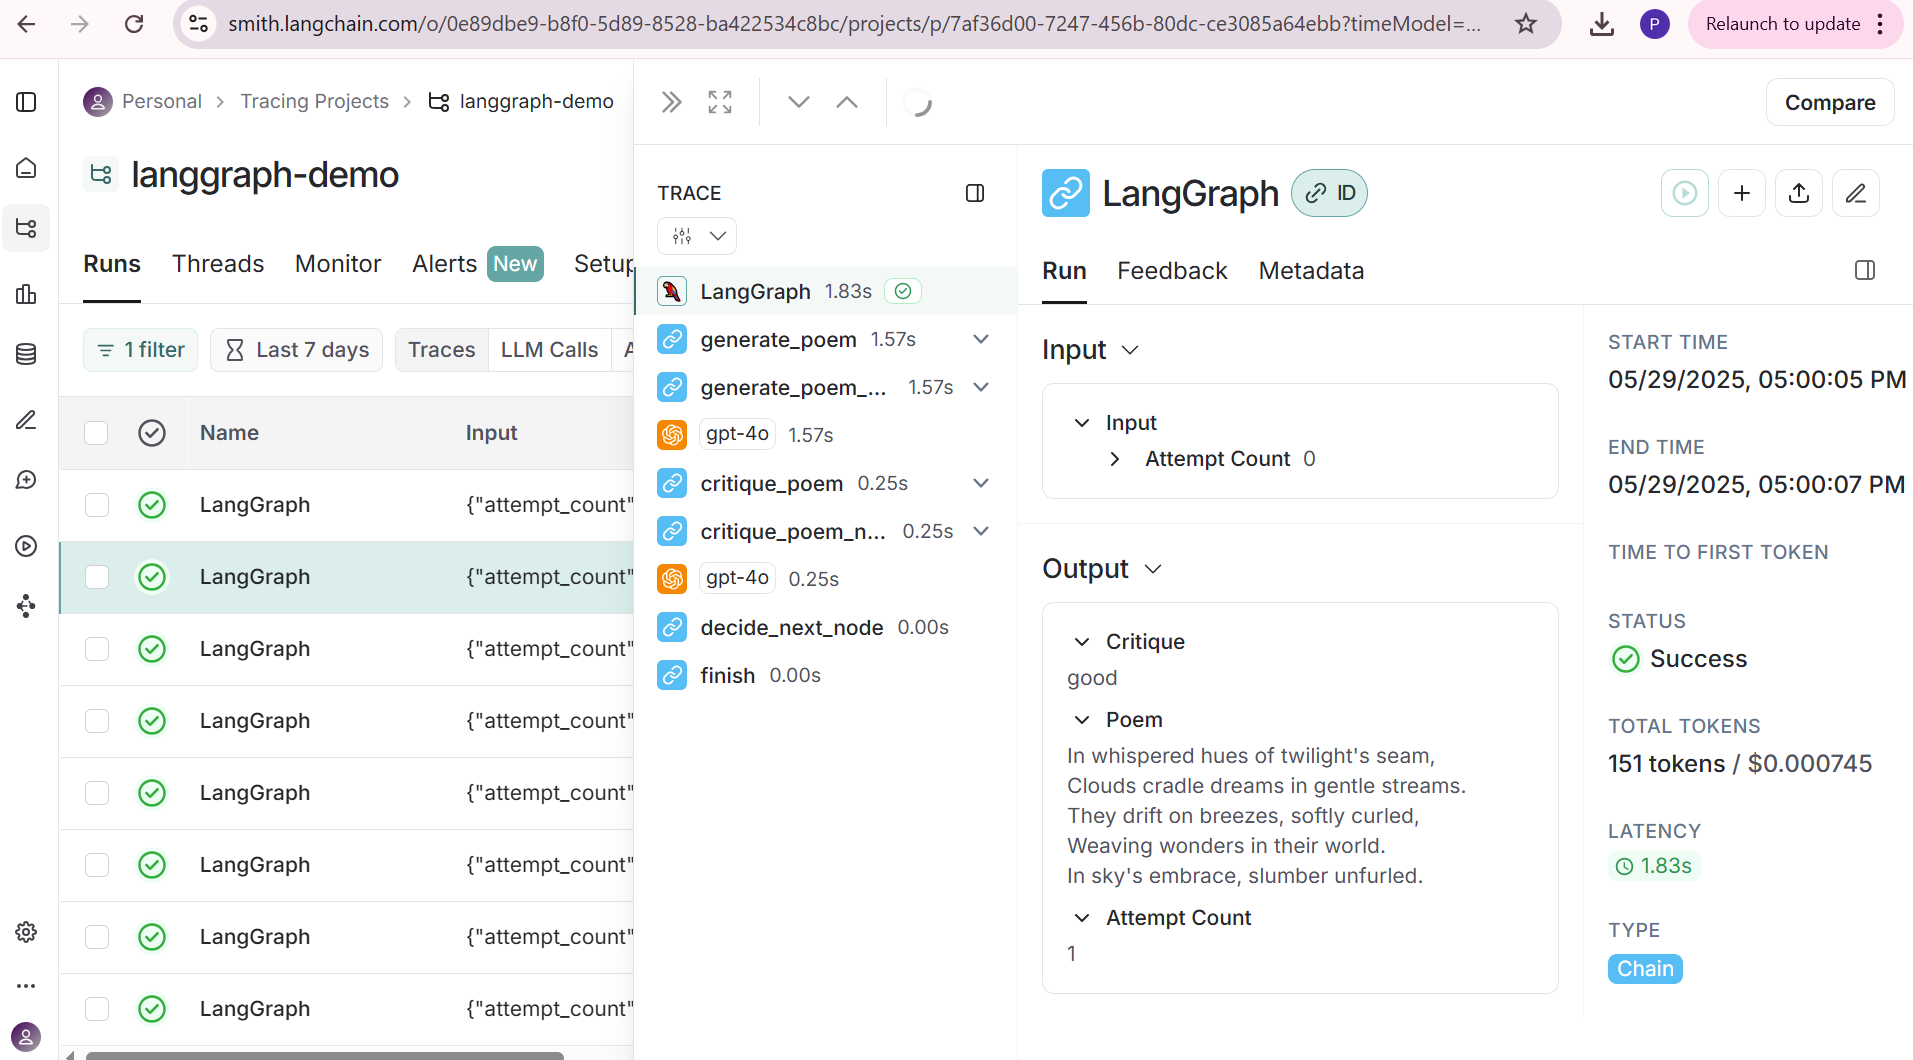 smith.langchain.com/o/0e89dbe9-b8f0-5d89-8528-ba422534c8bc/projects/p/7af36d00-7247-456b-80dc-ce3085a64ebb?timeModel=...
P
Relaunch to update
Personal
Tracing Projects
langgraph-demo
langgraph-demo
Runs
Threads
Monitor
Alerts
New
Setup
1 filter
Last 7 days
Traces
LLM Calls
A
Name
Input
LangGraph
{"attempt_count"
LangGraph
{"attempt_count"
LangGraph
{"attempt_count"
LangGraph
{"attempt_count"
LangGraph
{"attempt_count"
LangGraph
{"attempt_count"
LangGraph
{"attempt_count"
LangGraph
{"attempt_count"
Compare
TRACE
LangGraph 1.83s
generate_poem 1.57s
generate_poem_... 1.57s
gpt-4o 1.57s
critique_poem 0.25s
critique_poem_n... 0.25s
gpt-4o 0.25s
decide_next_node 0.00s
finish 0.00s
LangGraph
ID
Run
Feedback
Metadata
Input
Input
Attempt Count 0
Output
Critique
good
Poem
In whispered hues of twilight's seam,
Clouds cradle dreams in gentle streams.
They drift on breezes, softly curled,
Weaving wonders in their world.
In sky's embrace, slumber unfurled.
Attempt Count
1
START TIME
05/29/2025, 05:00:05 PM
END TIME
05/29/2025, 05:00:07 PM
TIME TO FIRST TOKEN
STATUS
Success
TOTAL TOKENS
151 tokens / $0.000745
LATENCY
1.83s
TYPE
Chain